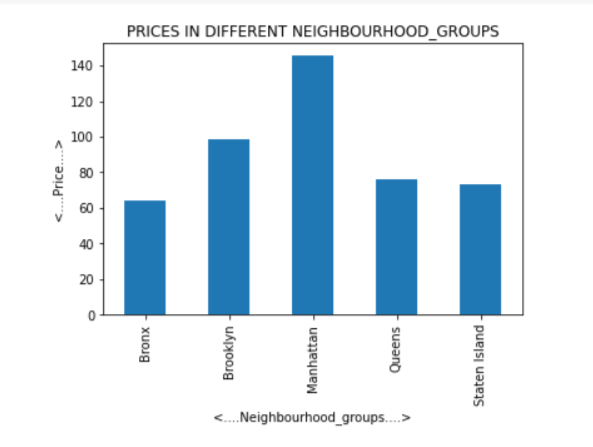 PRICES IN DIFFERENT NEIGHBOURHOOD_GROUPS
140
120
100
80
60
40
20
0
<....Price....>
Bronx
Brooklyn
Manhattan
Queens
Staten Island
<....Neighbourhood_groups....>